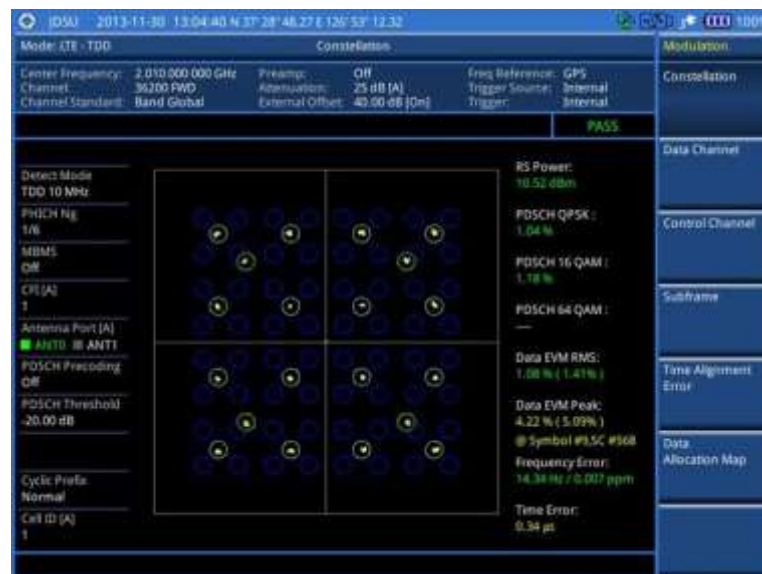 JDSU 2013-11-30 13:04:40 N 37° 28' 48.27 E 126° 53' 12.32
Mode: LTE - TDD
Constellation
Modulation
Center Frequency: 2.010 000 000 GHz
Channel: 36200 FWD
Channel Standard: Band Global
Preamp: Off
Attenuation: 25 dB [A]
External Offset: 40.00 dB [On]
Freq Reference: GPS
Trigger Source: Internal
Trigger: Internal
PASS
Detect Mode
TDD 10 MHz
PHICH Ng
1/6
MBMS
Off
CFI [A]
1
Antenna Port [A]
ANT0 ANT1
PDSCH Precoding
Off
PDSCH Threshold
-20.00 dB
Cyclic Prefix
Normal
Cell ID [A]
1
RS Power:
10.52 dBm
PDSCH QPSK :
1.04 %
PDSCH 16 QAM :
1.18 %
PDSCH 64 QAM :
---
Data EVM RMS:
1.08 % ( 1.41% )
Data EVM Peak:
4.22 % ( 5.09% )
@ Symbol #9,SC #568
Frequency Error:
14.34 Hz / 0.007 ppm
Time Error:
0.34 µs
Constellation
Data Channel
Control Channel
Subframe
Time Alignment
Error
Data
Allocation Map